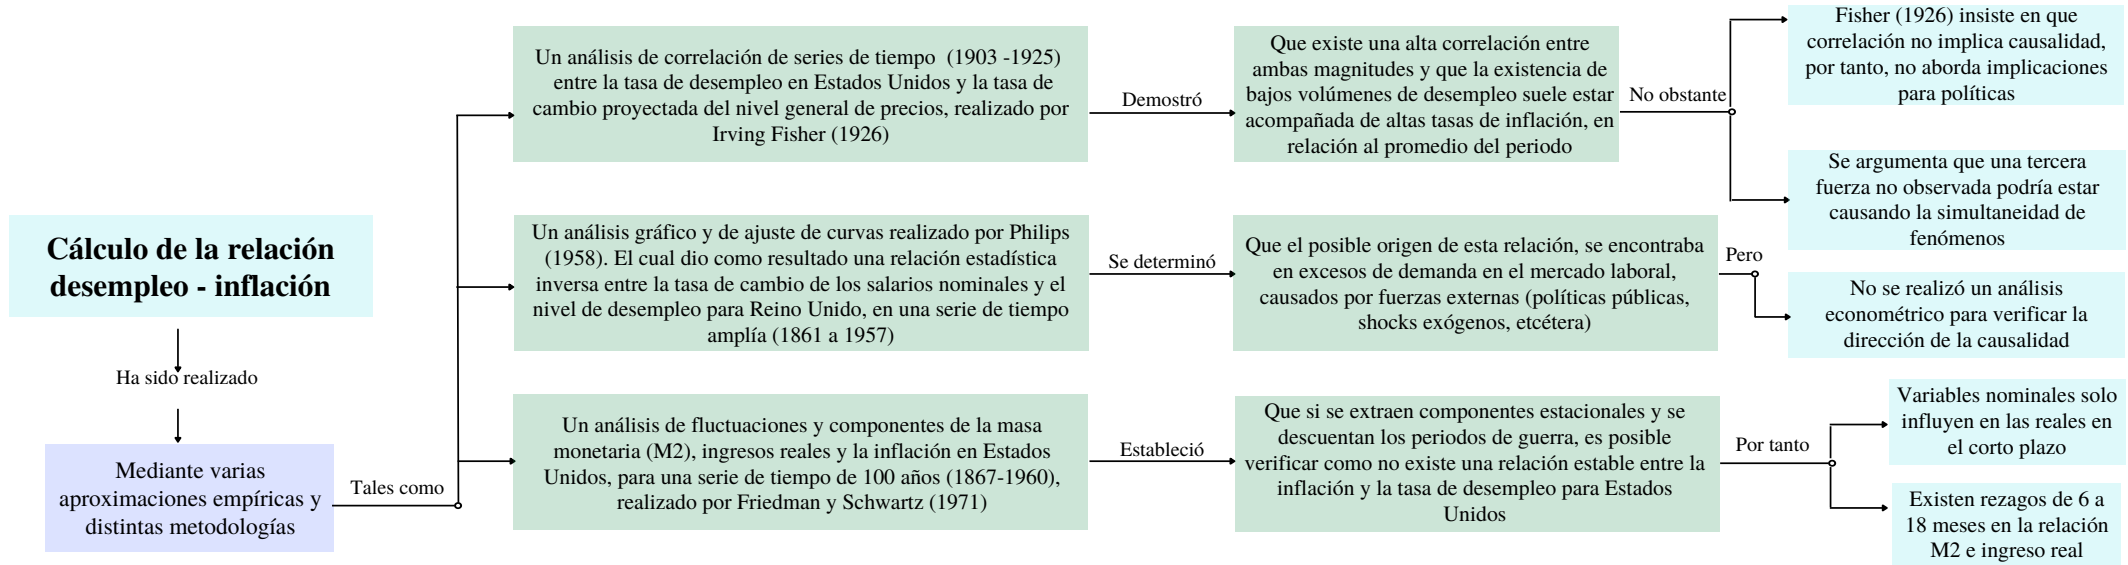 Cálculo de la relación
desempleo - inflación
Ha sido realizado
Mediante varias
aproximaciones empíricas y
distintas metodologías
Tales como
Un análisis de correlación de series de tiempo  (1903 -1925)
entre la tasa de desempleo en Estados Unidos y la tasa de
cambio proyectada del nivel general de precios, realizado por
Irving Fisher (1926)
Demostró
Que existe una alta correlación entre
ambas magnitudes y que la existencia de
bajos volúmenes de desempleo suele estar
acompañada de altas tasas de inflación, en
relación al promedio del periodo
No obstante
Fisher (1926) insiste en que
correlación no implica causalidad,
por tanto, no aborda implicaciones
para políticas
Se argumenta que una tercera
fuerza no observada podría estar
causando la simultaneidad de
fenómenos
Un análisis gráfico y de ajuste de curvas realizado por Philips
(1958). El cual dio como resultado una relación estadística
inversa entre la tasa de cambio de los salarios nominales y el
nivel de desempleo para Reino Unido, en una serie de tiempo
amplía (1861 a 1957)
Se determinó
Que el posible origen de esta relación, se encontraba
en excesos de demanda en el mercado laboral,
causados por fuerzas externas (políticas públicas,
shocks exógenos, etcétera)
Pero
No se realizó un análisis
econométrico para verificar la
dirección de la causalidad
Un análisis de fluctuaciones y componentes de la masa
monetaria (M2), ingresos reales y la inflación en Estados
Unidos, para una serie de tiempo de 100 años (1867-1960),
realizado por Friedman y Schwartz (1971)
Estableció
Que si se extraen componentes estacionales y se
descuentan los periodos de guerra, es posible
verificar como no existe una relación estable entre la
inflación y la tasa de desempleo para Estados
Unidos
Por tanto
Variables nominales solo
influyen en las reales en
el corto plazo
Existen rezagos de 6 a
18 meses en la relación
M2 e ingreso real